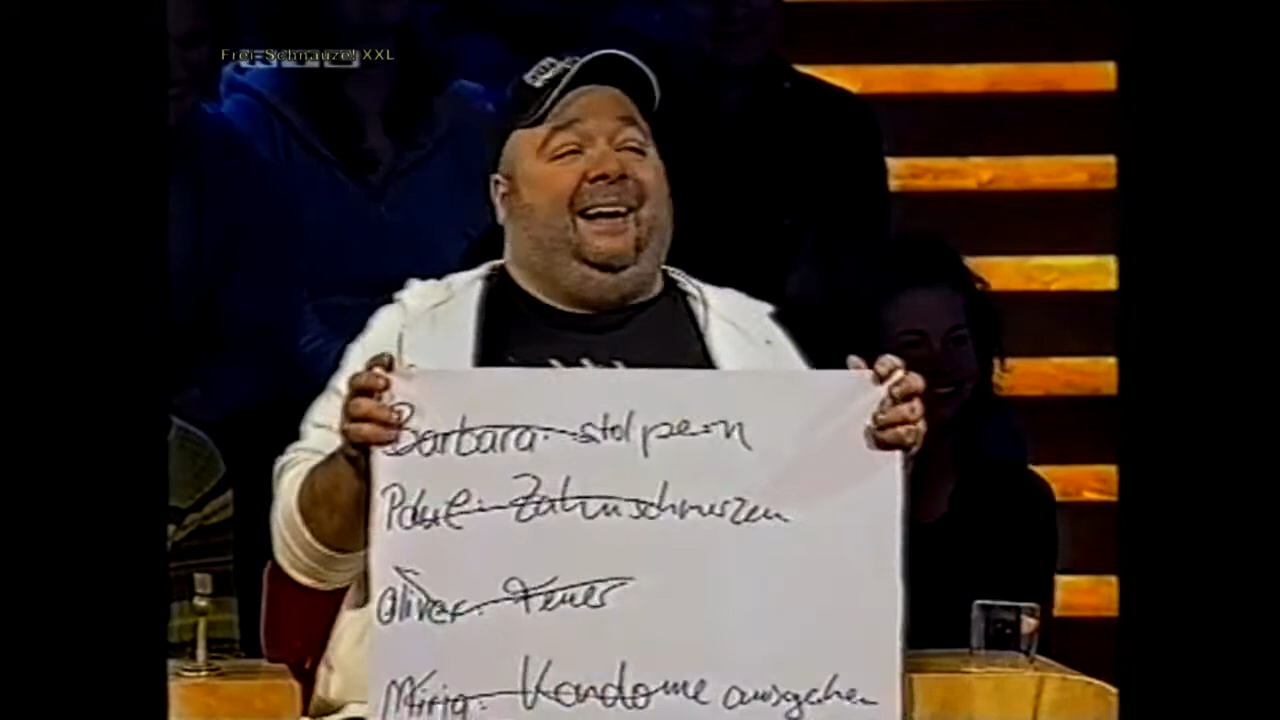 Frei Schnauze! XXL
Barbara: stolpern
Paul: Zahnschmerzen
Oliver: Feuer
Mirja: Kondome ausgehen